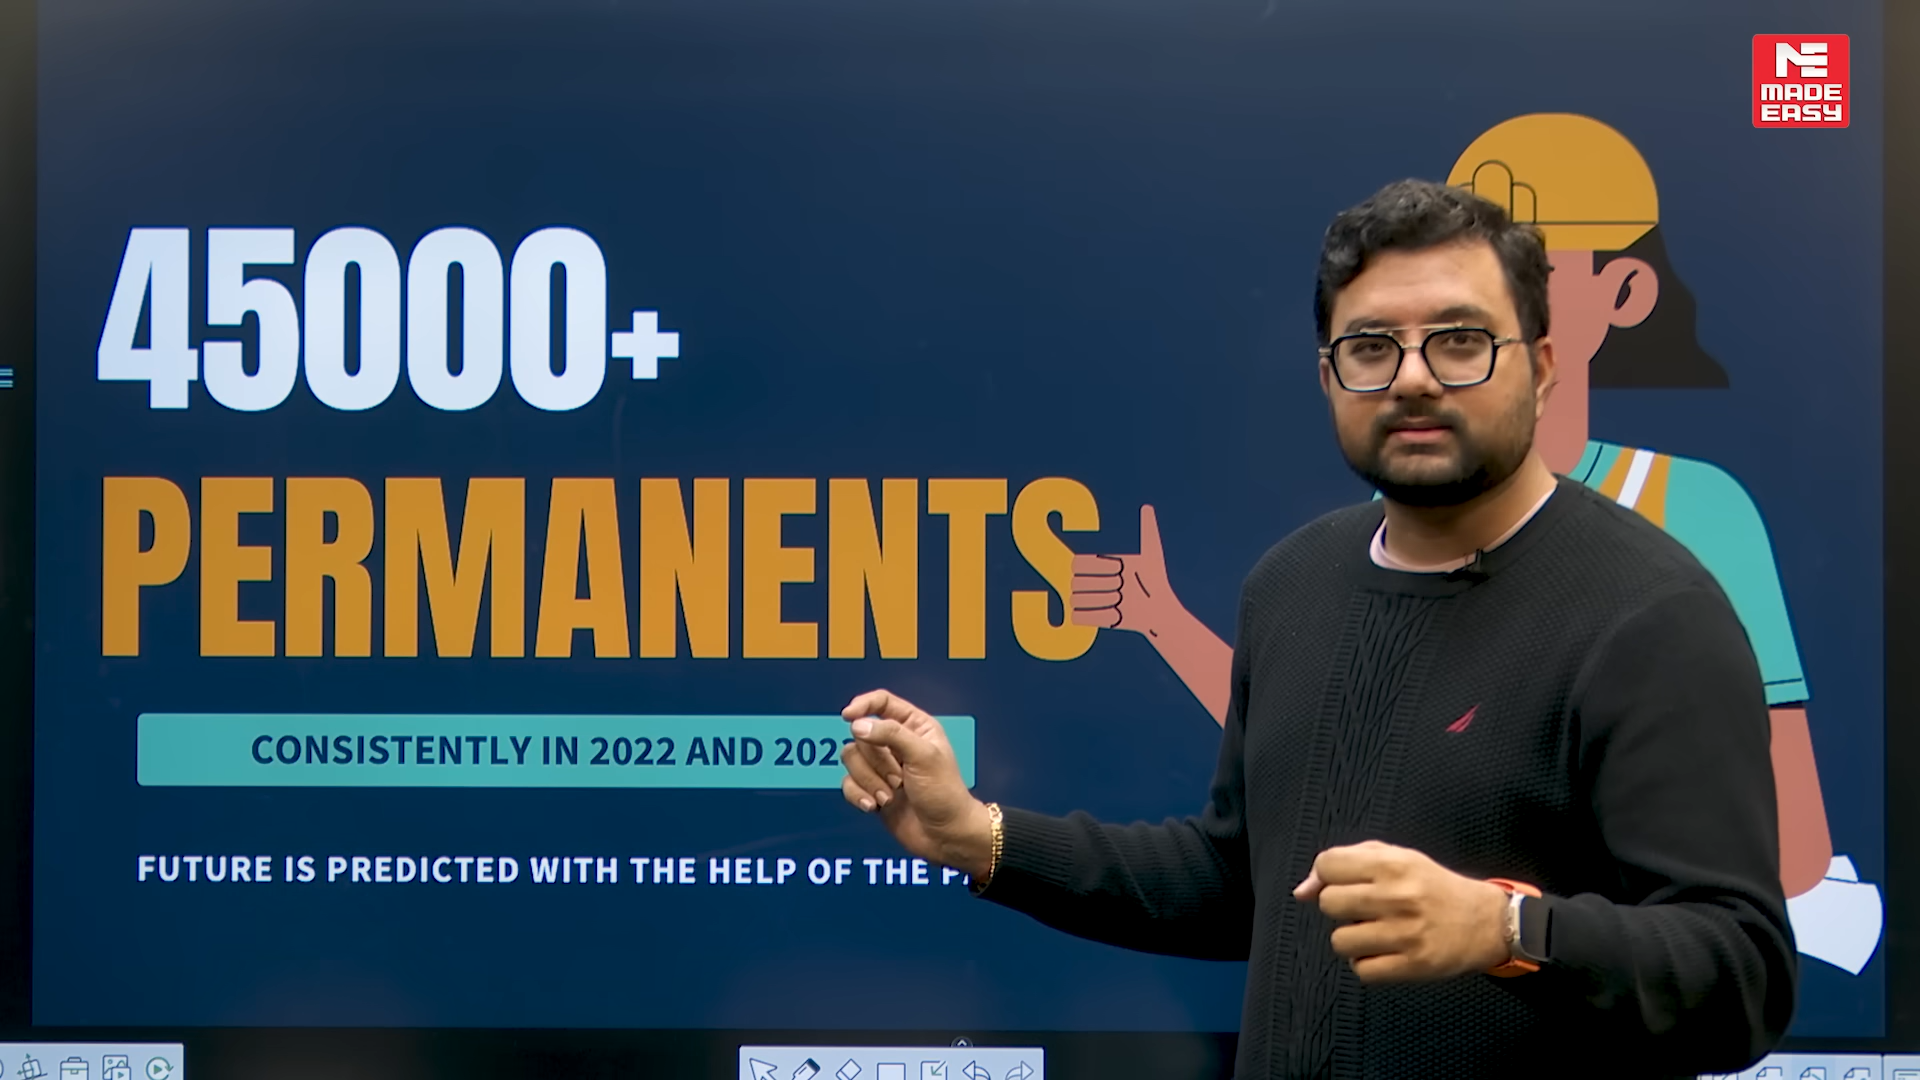 MADE
EASY
45000+
PERMANENTS
CONSISTENTLY IN 2022 AND
FUTURE IS PREDICTED WITH THE HELP OF THE